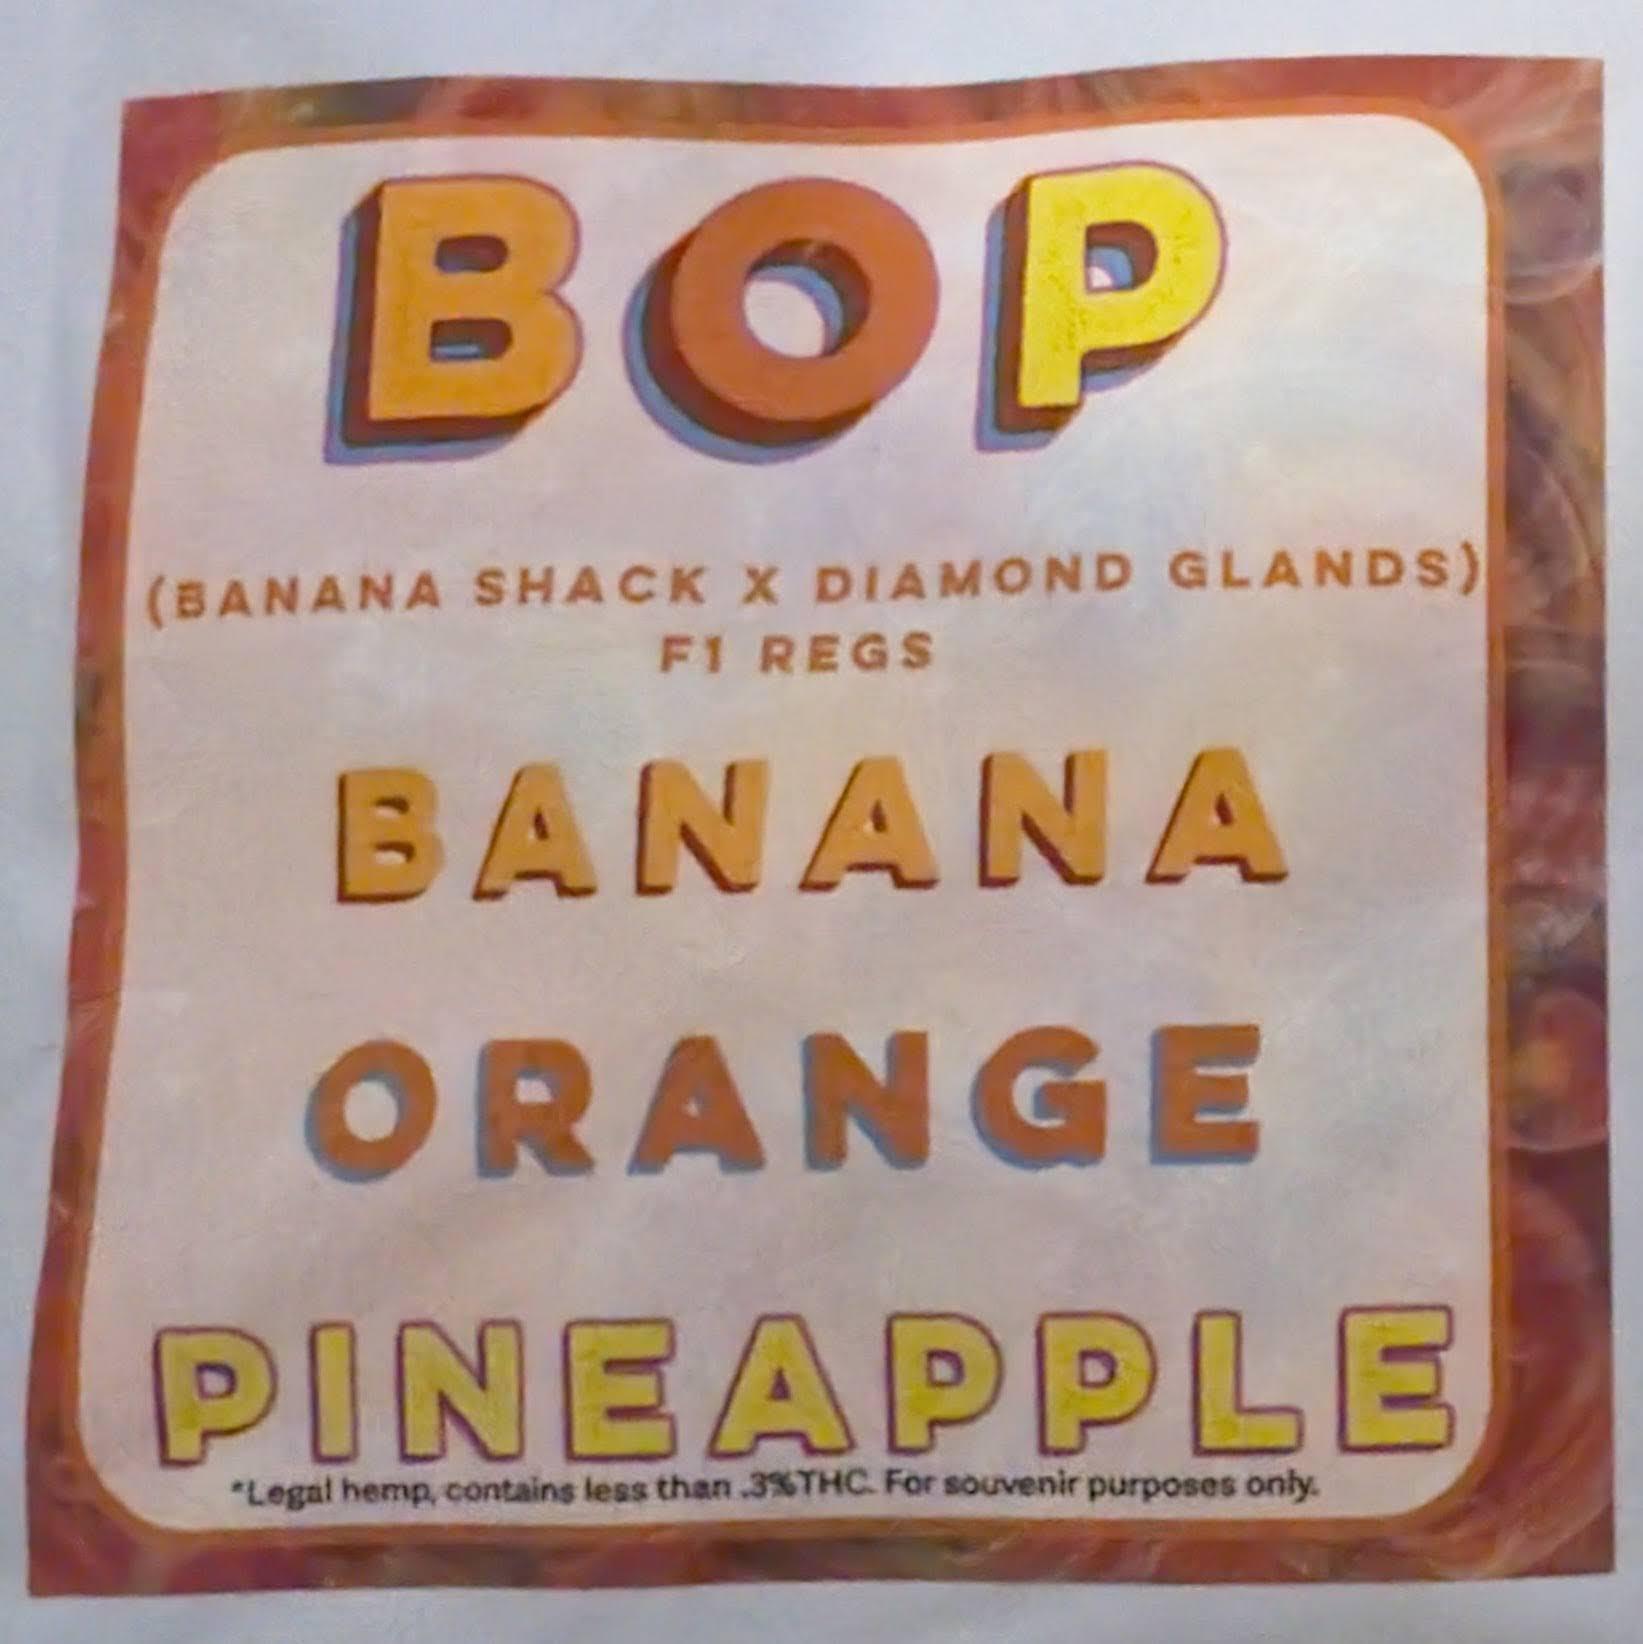 BOP
(BANANA SHACK X DIAMOND GLANDS)
F1 REGS
BANANA
ORANGE
PINEAPPLE
*Legal hemp, contains less than .3%THC. For souvenir purposes only.